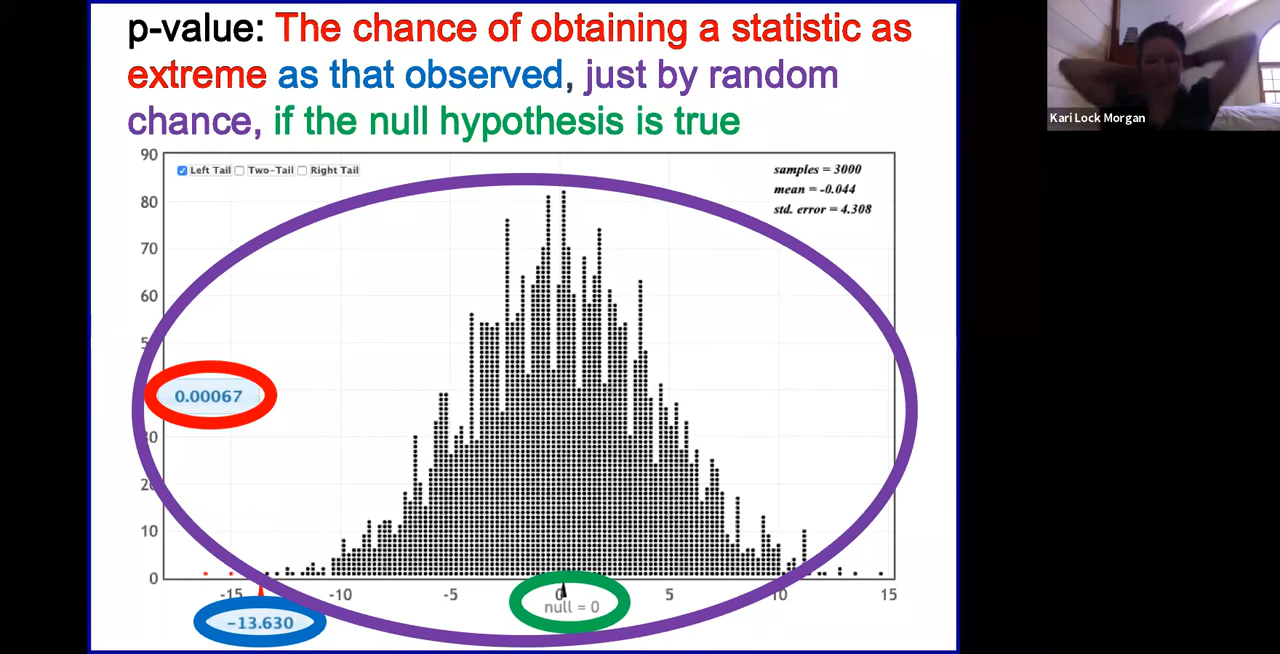 p-value: The chance of obtaining a statistic as
extreme as that observed, just by random
chance, if the null hypothesis is true
Kari Lock Morgan
90
Left Tail Two-Tail Right Tail
samples = 3000
mean = -0.044
std. error = 4.308
80
70
60
5
0.00067
30
20
10
0
-15 -10 -5 0 5 10 15
null = 0
-13.630